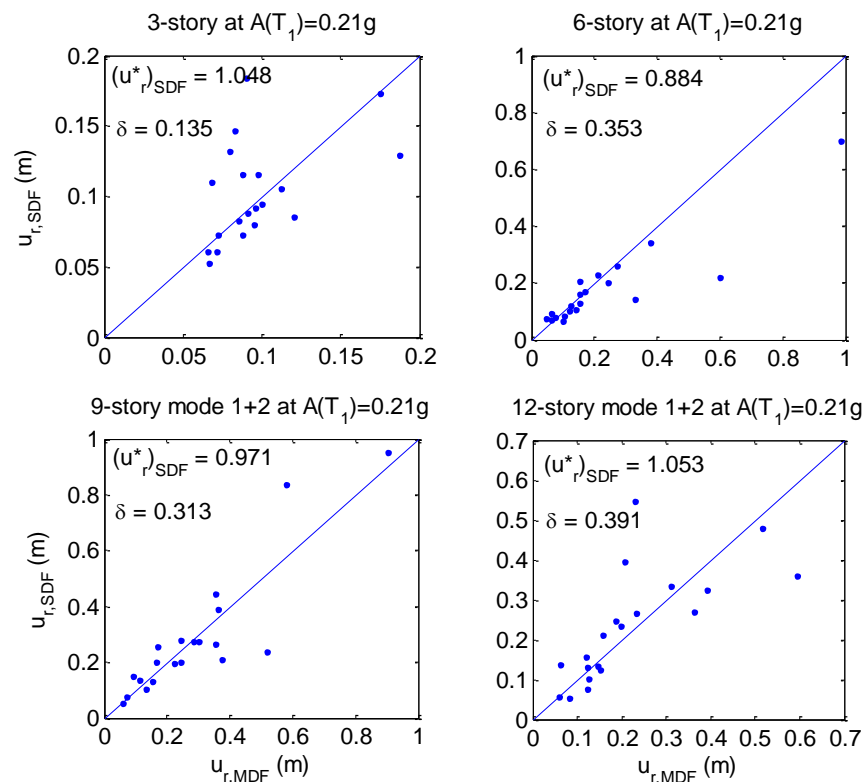 3-story at A(T₁)=0.21g
(u*r)SDF = 1.048
δ = 0.135
ur,SDF (m)
0.2
0.15
0.1
0.05
0
0 0.05 0.1 0.15 0.2
6-story at A(T₁)=0.21g
(u*r)SDF = 0.884
δ = 0.353
1
0.8
0.6
0.4
0.2
0
0 0.2 0.4 0.6 0.8 1
9-story mode 1+2 at A(T₁)=0.21g
(u*r)SDF = 0.971
δ = 0.313
ur,SDF (m)
1
0.8
0.6
0.4
0.2
0
0 0.2 0.4 0.6 0.8 1
ur,MDF (m)
12-story mode 1+2 at A(T₁)=0.21g
(u*r)SDF = 1.053
δ = 0.391
0.7
0.6
0.5
0.4
0.3
0.2
0.1
0
0 0.1 0.2 0.3 0.4 0.5 0.6 0.7
ur,MDF (m)